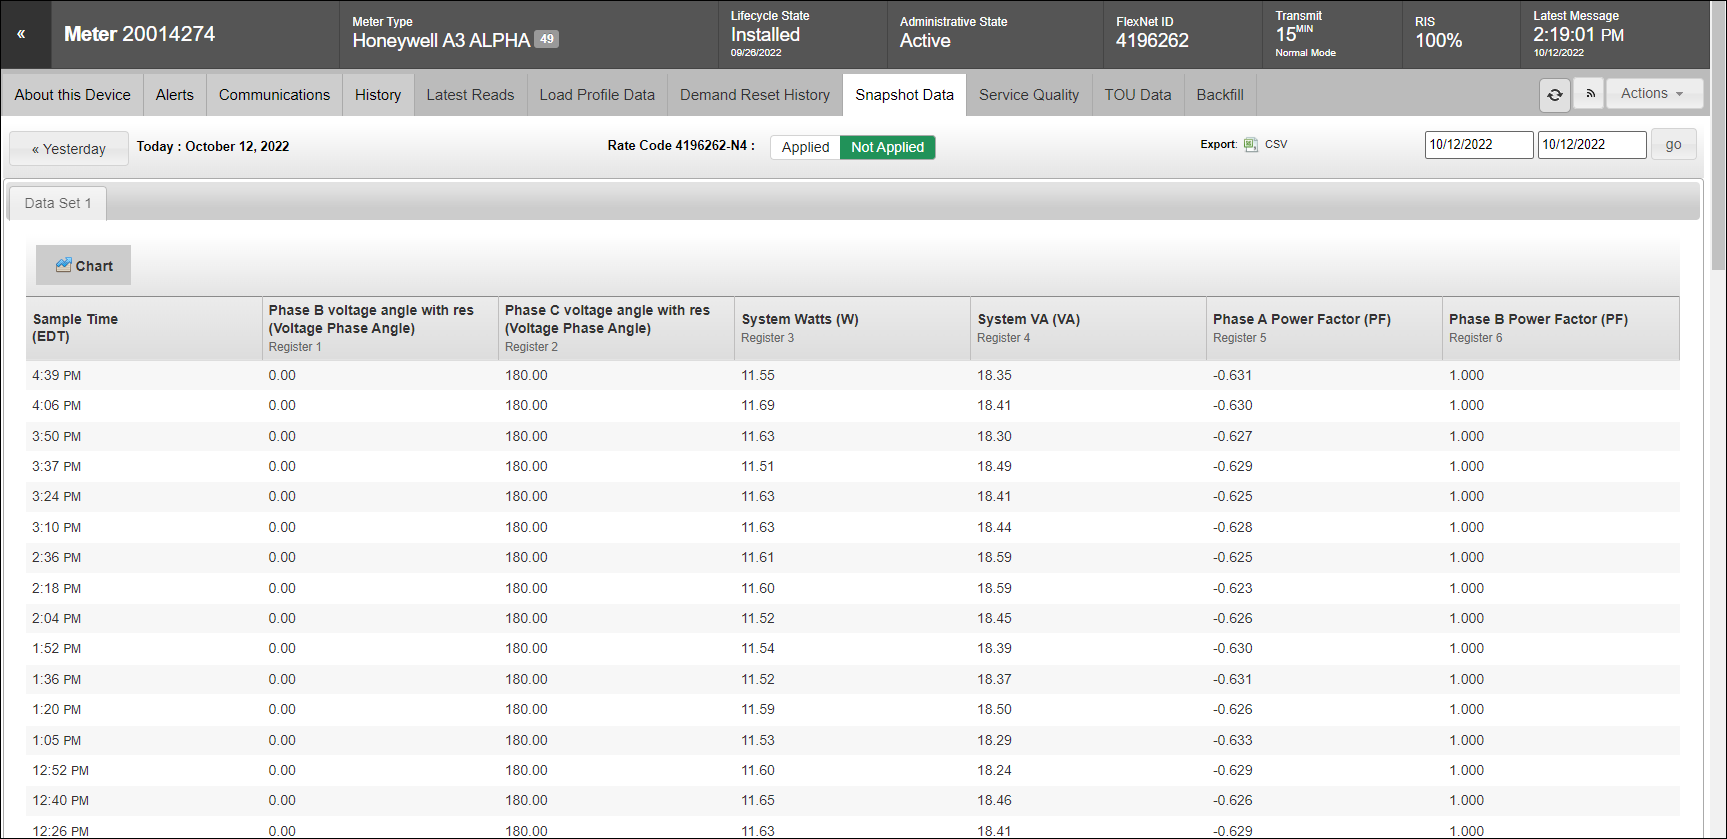 «
Meter 20014274
Meter Type
Honeywell A3 ALPHA 49
Lifecycle State
Installed
09/26/2022
Administrative State
Active
FlexNet ID
4196262
Transmit
15MIN
Normal Mode
RIS
100%
Latest Message
2:19:01 PM
10/12/2022
About this Device Alerts Communications History Latest Reads Load Profile Data Demand Reset History Snapshot Data Service Quality TOU Data Backfill Actions
« Yesterday Today : October 12, 2022 Rate Code 4196262-N4 : Applied Not Applied Export: CSV 10/12/2022 10/12/2022 go
Data Set 1
Chart
Sample Time
(EDT)
Phase B voltage angle with res
(Voltage Phase Angle)
Register 1
Phase C voltage angle with res
(Voltage Phase Angle)
Register 2
System Watts (W)
Register 3
System VA (VA)
Register 4
Phase A Power Factor (PF)
Register 5
Phase B Power Factor (PF)
Register 6
4:39 PM 0.00 180.00 11.55 18.35 -0.631 1.000
4:06 PM 0.00 180.00 11.69 18.41 -0.630 1.000
3:50 PM 0.00 180.00 11.63 18.30 -0.627 1.000
3:37 PM 0.00 180.00 11.51 18.49 -0.629 1.000
3:24 PM 0.00 180.00 11.63 18.41 -0.625 1.000
3:10 PM 0.00 180.00 11.63 18.44 -0.628 1.000
2:36 PM 0.00 180.00 11.61 18.59 -0.625 1.000
2:18 PM 0.00 180.00 11.60 18.59 -0.623 1.000
2:04 PM 0.00 180.00 11.52 18.45 -0.626 1.000
1:52 PM 0.00 180.00 11.54 18.39 -0.630 1.000
1:36 PM 0.00 180.00 11.52 18.37 -0.631 1.000
1:20 PM 0.00 180.00 11.59 18.50 -0.626 1.000
1:05 PM 0.00 180.00 11.53 18.29 -0.633 1.000
12:52 PM 0.00 180.00 11.60 18.24 -0.629 1.000
12:40 PM 0.00 180.00 11.65 18.46 -0.626 1.000
12:26 PM 0.00 180.00 11.63 18.41 -0.629 1.000